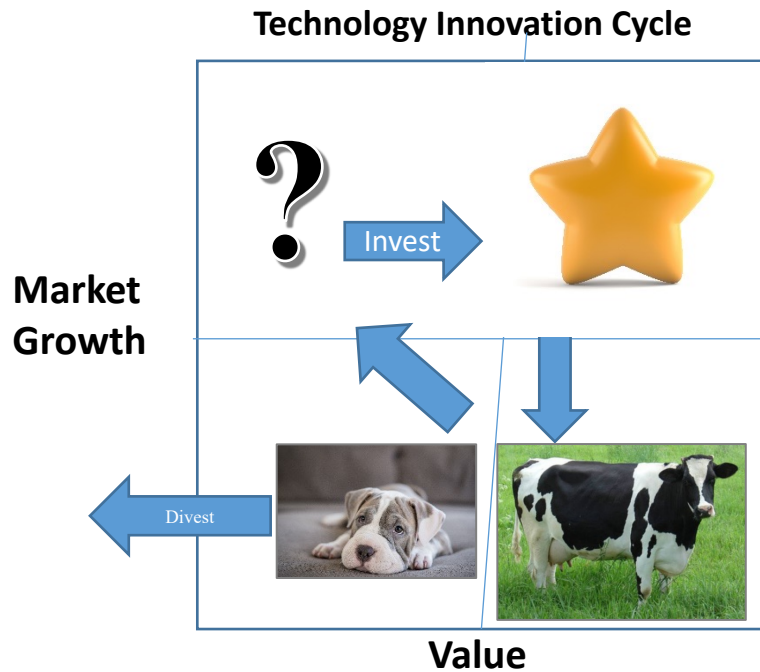 Technology Innovation Cycle
?
Invest
Market
Growth
Divest
Value